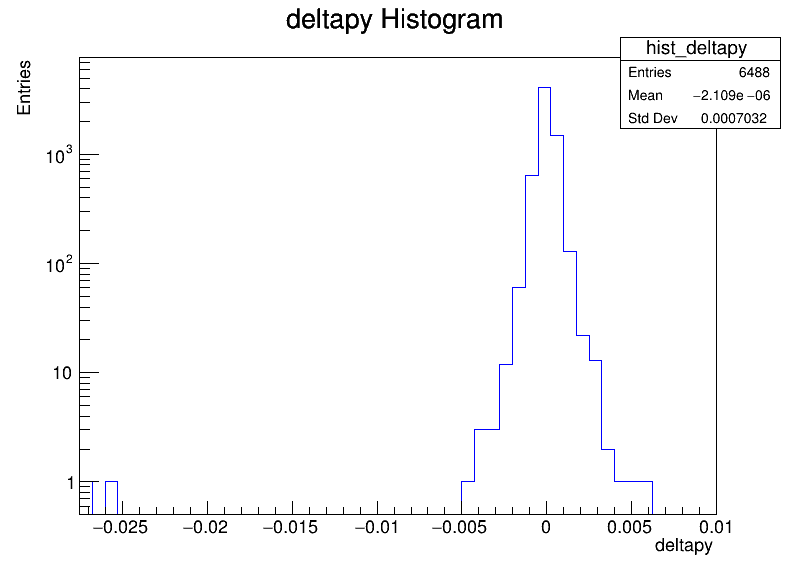 deltapy Histogram
hist_deltapy
Entries 6488
Mean −2.109e−06
Std Dev 0.0007032
Entries
10³
10²
10
1
−0.025 −0.02 −0.015 −0.01 −0.005 0 0.005 0.01
deltapy